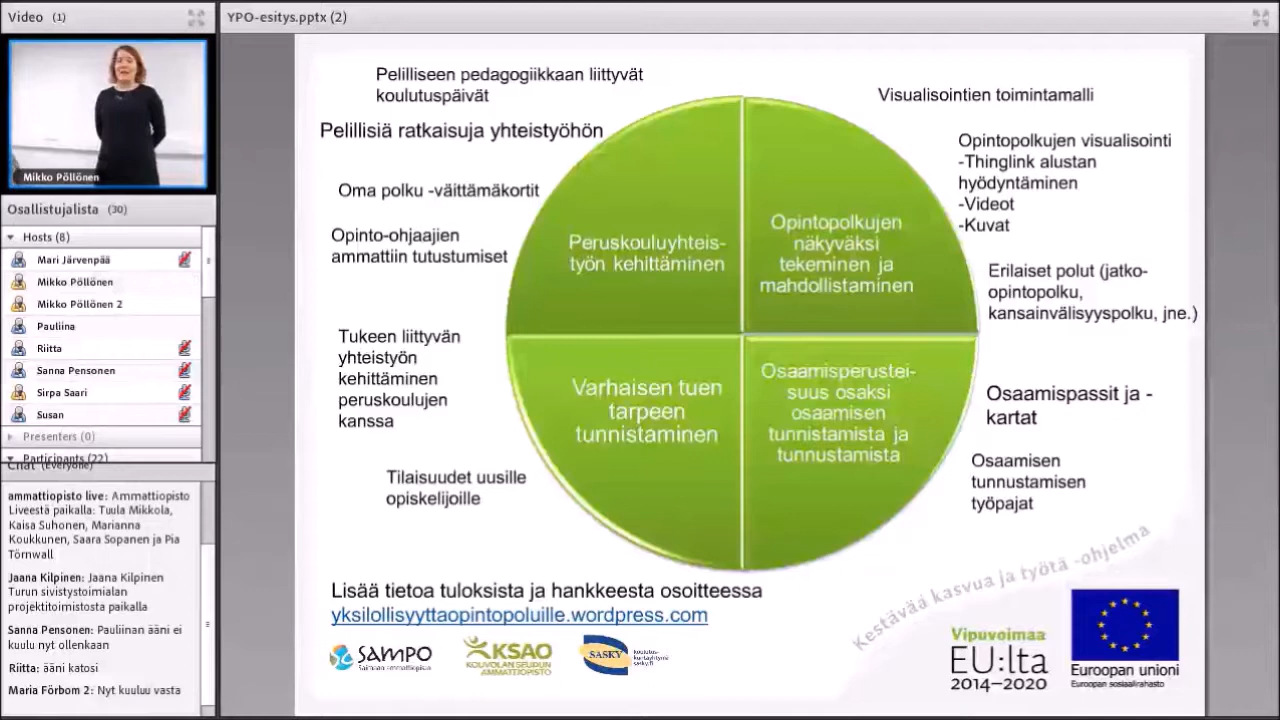 Video (1)
YPO-esitys.pptx (2)
Mikko Pöllönen
Osallistujalista (30)
Hosts (8)
Mari Järvenpää
Mikko Pöllönen
Mikko Pöllönen 2
Pauliina
Riitta
Sanna Pensonen
Sirpa Saari
Susan
Presenters (0)
Participants (22)
Chat (Everyone)
ammattiopisto live: Ammattiopisto
Liveestä paikalla: Tuula Mikkola,
Kaisa Suhonen, Marianna
Koukkunen, Saara Sopanen ja Pia
Törnwall
Jaana Kilpinen: Jaana Kilpinen
Turun sivistystoimialan
projektitoimistosta paikalla
Sanna Pensonen: Pauliinan ääni ei
kuulu nyt ollenkaan
Riitta: ääni katosi
Maria Förbom 2: Nyt kuuluu vasta
Pelilliseen pedagogiikkaan liittyvät
koulutuspäivät
Pelillisiä ratkaisuja yhteistyöhön
Oma polku -väittämäkortit
Opinto-ohjaajien
ammattiin tutustumiset
Peruskouluyhteis-
työn kehittäminen
Opintopolkujen
näkyväksi
tekeminen ja
mahdollistaminen
Visualisointien toimintamalli
Opintopolkujen visualisointi
-Thinglink alustan
hyödyntäminen
-Videot
-Kuvat
Erilaiset polut (jatko-
opintopolku,
kansainvälisyyspolku, jne.)
Tukeen liittyvän
yhteistyön
kehittäminen
peruskoulujen
kanssa
Tilaisuudet uusille
opiskelijoille
Varhaisen tuen
tarpeen
tunnistaminen
Osaamisperustei-
suus osaksi
osaamisen
tunnistamista ja
tunnustamista
Osaamispassit ja -
kartat
Osaamisen
tunnustamisen
työpajat
Lisää tietoa tuloksista ja hankkeesta osoitteessa
yksilollisyyttaopintopoluille.wordpress.com
SAMPO
Saimaan ammattiopisto
KSAO
KOUVOLAN SEUDUN
AMMATTIOPISTO
SASKY
koulutus-
kuntayhtymä
sasky.fi
Kestävää kasvua ja työtä -ohjelma
Vipuvoimaa
EU:lta
2014–2020
Euroopan unioni
Euroopan sosiaalirahasto